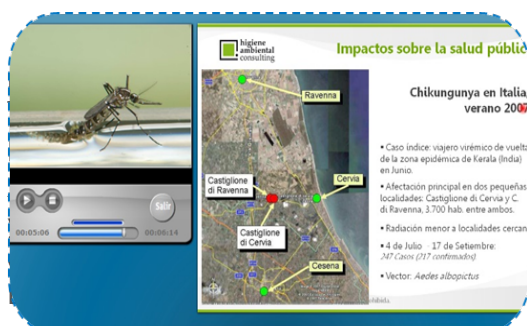 higiene
ambiental
consulting
Impactos sobre la salud públic
Chikungunya en Italia,
verano 2007
• Caso índice: viajero virémico de vuelta
de la zona epidémica de Kerala (India)
en Junio.
• Afectación principal en dos pequeñas
localidades: Castiglione di Cervia y C.
di Ravenna, 3.700 hab. entre ambos.
• Radiación menor a localidades cercan
• 4 de Julio - 17 de Setiembre:
247 Casos (217 confirmados)
• Vector: Aedes albopictus
Ravenna
Castiglione
di Ravenna
Cervia
Castiglione
di Cervia
Cesena
Salir
00:05:06
00:06:14